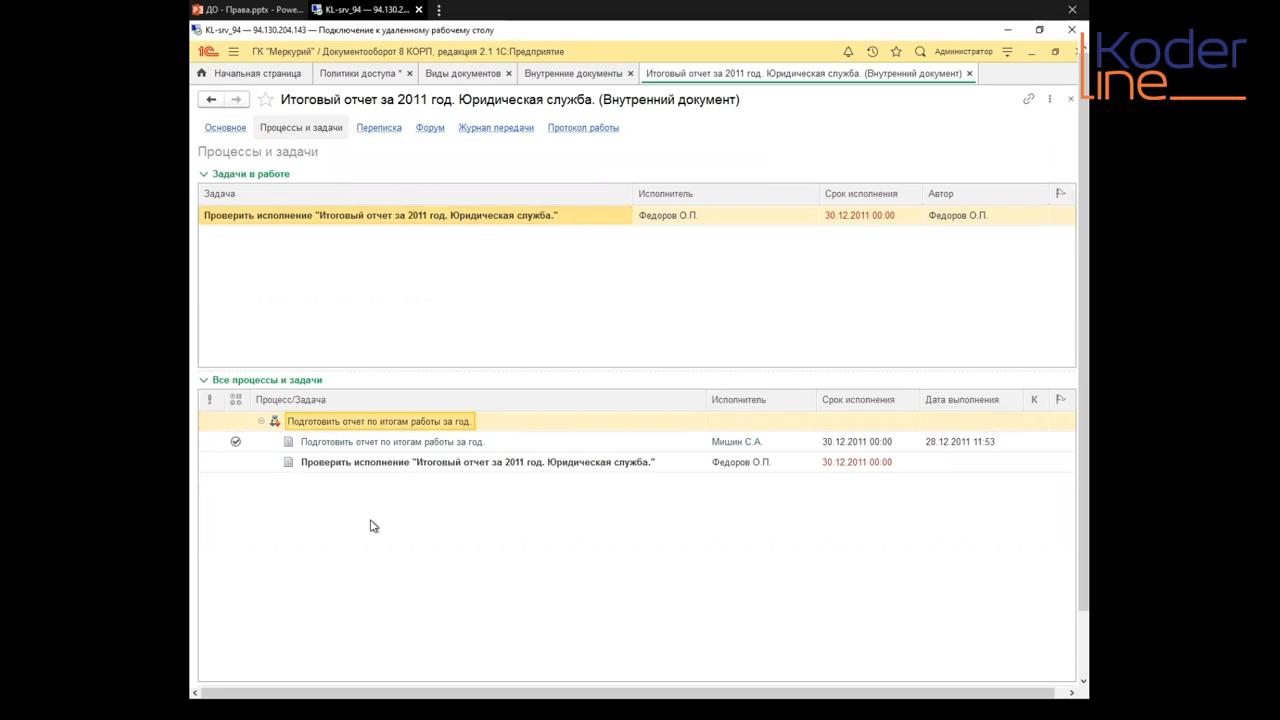 ДО - Права.pptx - Powe...
KL-srv_94 — 94.130.2...
KL-srv_94 — 94.130.204.143 — Подключение к удаленному рабочему столу
ГК "Меркурий" / Документооборот 8 КОРП, редакция 2.1 1С:Предприятие
Администратор
Начальная страница
Политики доступа *
Виды документов
Внутренние документы
Итоговый отчет за 2011 год. Юридическая служба. (Внутренний документ)
Koder
line
Итоговый отчет за 2011 год. Юридическая служба. (Внутренний документ)
Основное Процессы и задачи Переписка Форум Журнал передачи Протокол работы
Процессы и задачи
Задачи в работе
Задача Исполнитель Срок исполнения Автор
Проверить исполнение "Итоговый отчет за 2011 год. Юридическая служба." Федоров О.П. 30.12.2011 00:00 Федоров О.П.
Все процессы и задачи
! Процесс/Задача Исполнитель Срок исполнения Дата выполнения К
Подготовить отчет по итогам работы за год.
Подготовить отчет по итогам работы за год. Мишин С.А. 30.12.2011 00:00 28.12.2011 11:53
Проверить исполнение "Итоговый отчет за 2011 год. Юридическая служба." Федоров О.П. 30.12.2011 00:00